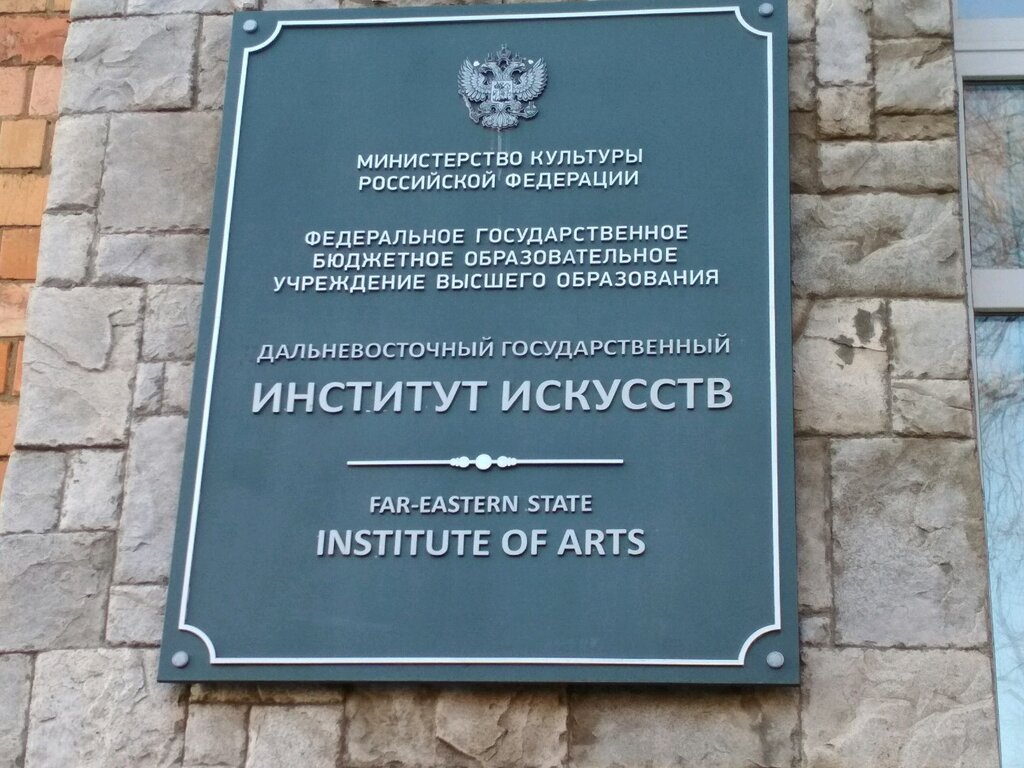 МИНИСТЕРСТВО КУЛЬТУРЫ
РОССИЙСКОЙ ФЕДЕРАЦИИ
ФЕДЕРАЛЬНОЕ ГОСУДАРСТВЕННОЕ
БЮДЖЕТНОЕ ОБРАЗОВАТЕЛЬНОЕ
УЧРЕЖДЕНИЕ ВЫСШЕГО ОБРАЗОВАНИЯ
ДАЛЬНЕВОСТОЧНЫЙ ГОСУДАРСТВЕННЫЙ
ИНСТИТУТ ИСКУССТВ
FAR-EASTERN STATE
INSTITUTE OF ARTS